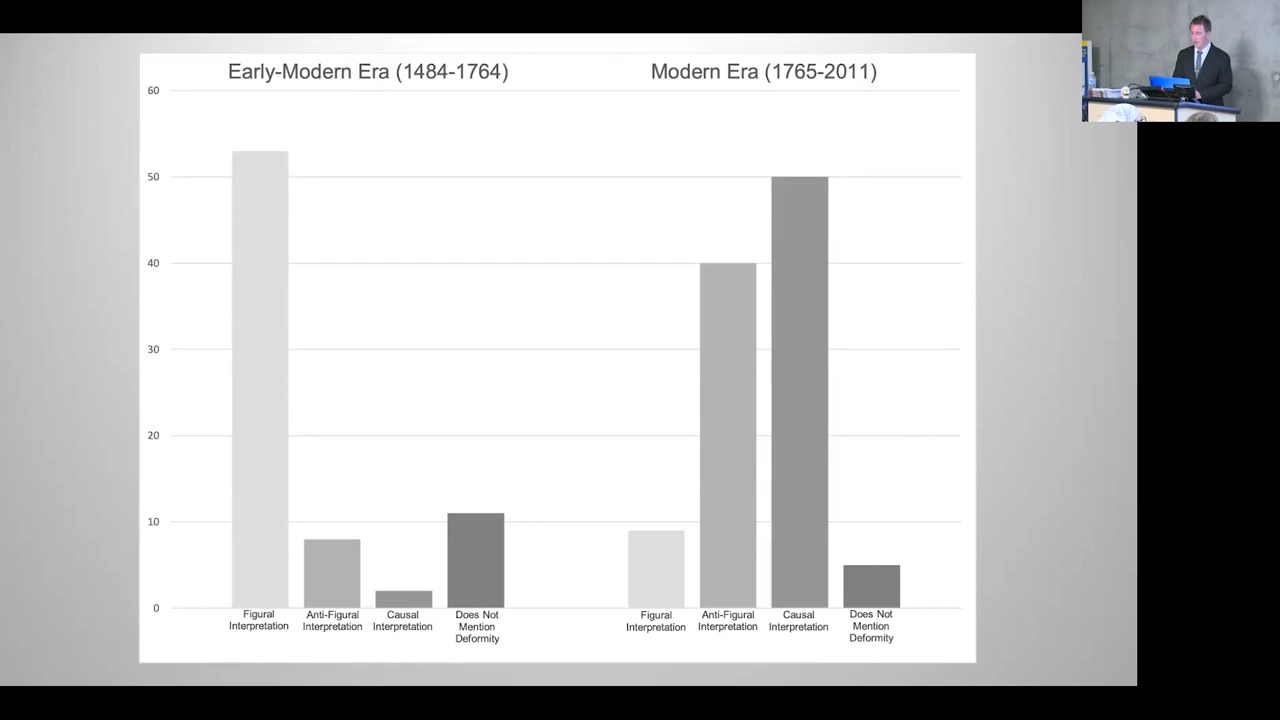 Early-Modern Era (1484-1764)
Modern Era (1765-2011)
60
50
40
30
20
10
0
Figural
Interpretation
Anti-Figural
Interpretation
Causal
Interpretation
Does Not
Mention
Deformity
Figural
Interpretation
Anti-Figural
Interpretation
Causal
Interpretation
Does Not
Mention
Deformity